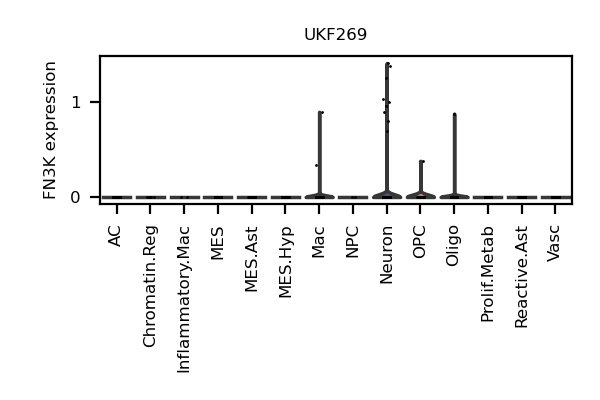 UKF269
FN3K expression
1
0
AC
Chromatin.Reg
Inflammatory.Mac
MES
MES.Ast
MES.Hyp
Mac
NPC
Neuron
OPC
Oligo
Prolif.Metab
Reactive.Ast
Vasc